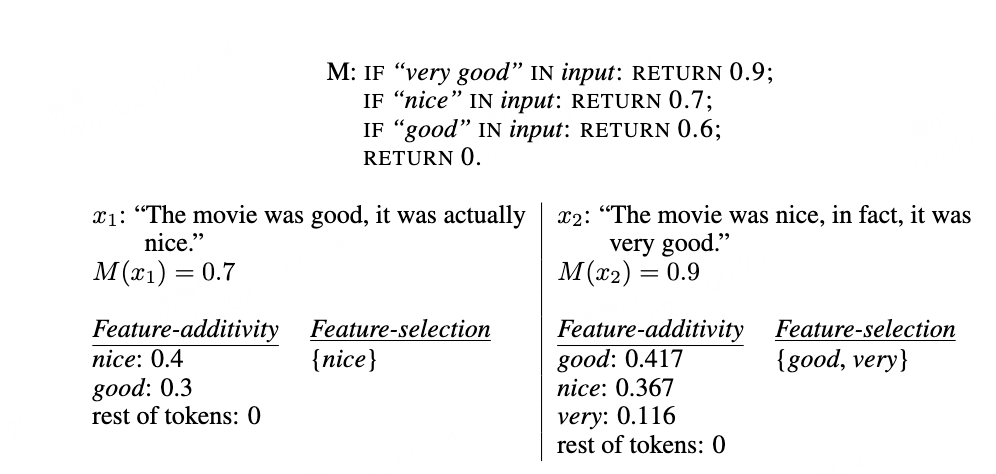 M: IF “very good” IN input: RETURN 0.9;
IF “nice” IN input: RETURN 0.7;
IF “good” IN input: RETURN 0.6;
RETURN 0.
x₁: “The movie was good, it was actually
nice.”
M(x₁) = 0.7
Feature-additivity Feature-selection
nice: 0.4 {nice}
good: 0.3
rest of tokens: 0
x₂: “The movie was nice, in fact, it was
very good.”
M(x₂) = 0.9
Feature-additivity Feature-selection
good: 0.417 {good, very}
nice: 0.367
very: 0.116
rest of tokens: 0